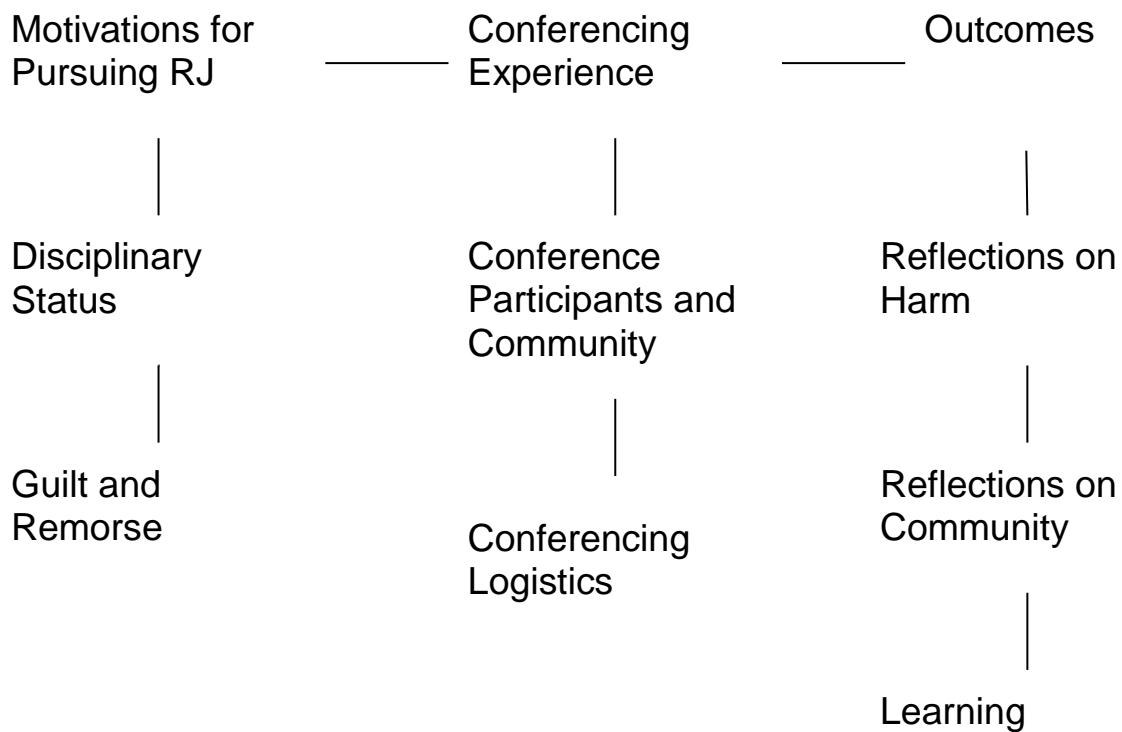 Motivations for
Pursuing RJ
Conferencing
Experience
Outcomes
Disciplinary
Status
Conference
Participants and
Community
Reflections on
Harm
Guilt and
Remorse
Conferencing
Logistics
Reflections on
Community
Learning